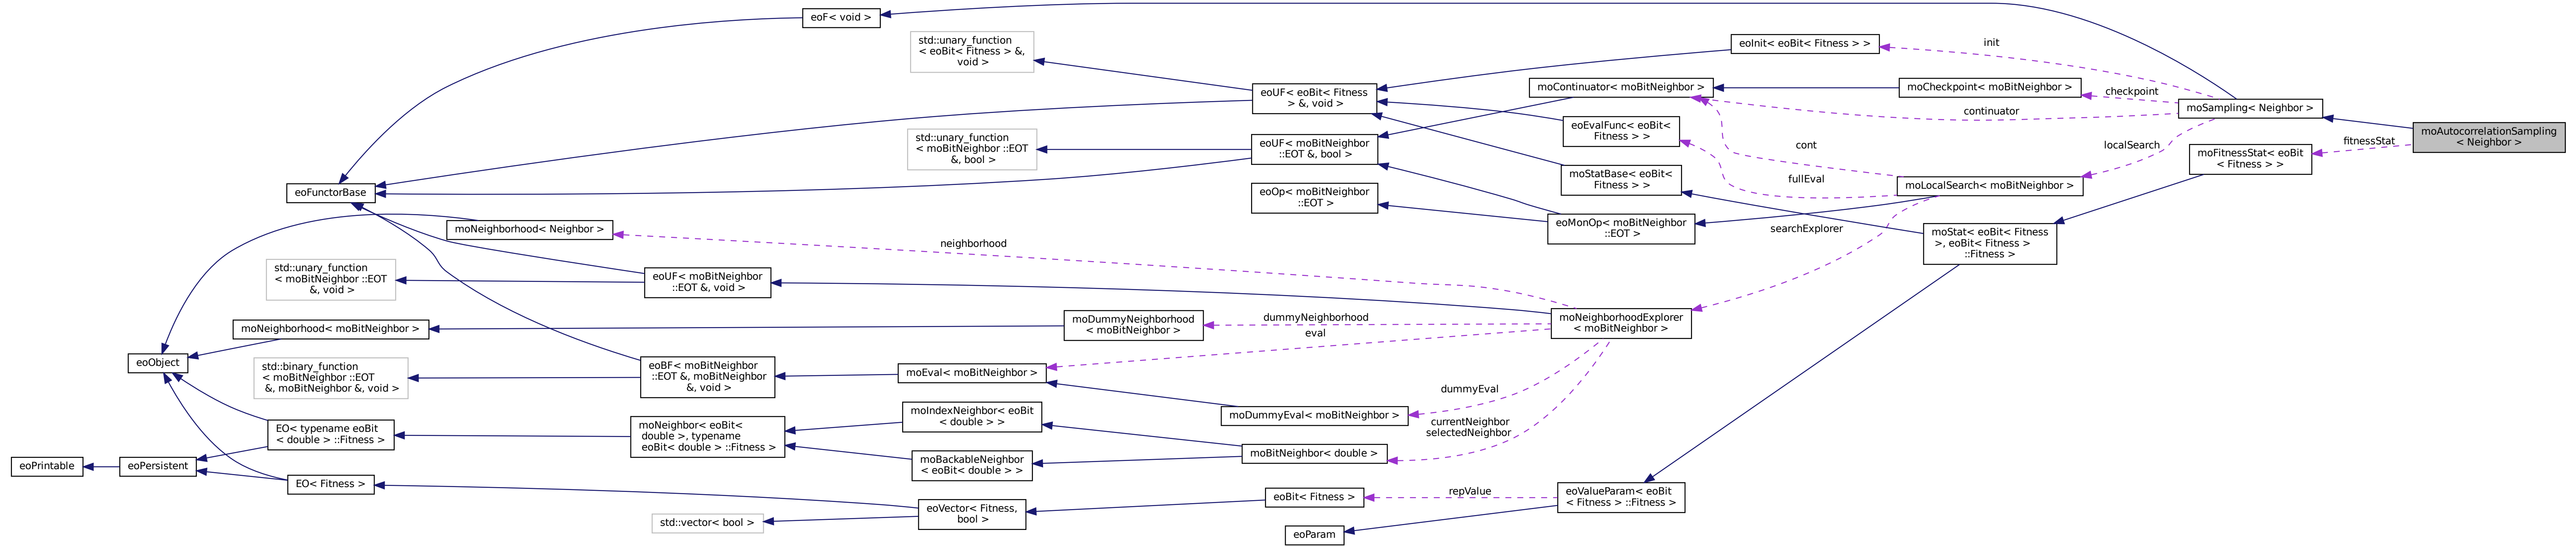 eoF< void >
std::unary_function
< eoBit< Fitness > &,
void >
eoInit< eoBit< Fitness > >
init
eoUF< eoBit< Fitness
> &, void >
moContinuator< moBitNeighbor >
moCheckpoint< moBitNeighbor >
checkpoint
moSampling< Neighbor >
continuator
eoEvalFunc< eoBit<
Fitness > >
moAutocorrelationSampling
< Neighbor >
std::unary_function
< moBitNeighbor ::EOT
&, bool >
eoUF< moBitNeighbor
::EOT &, bool >
cont
localSearch
fitnessStat
moFitnessStat< eoBit
< Fitness > >
moStatBase< eoBit<
Fitness > >
fullEval
moLocalSearch< moBitNeighbor >
eoFunctorBase
eoOp< moBitNeighbor
::EOT >
moNeighborhood< Neighbor >
eoMonOp< moBitNeighbor
::EOT >
searchExplorer
moStat< eoBit< Fitness
>, eoBit< Fitness >
::Fitness >
neighborhood
std::unary_function
< moBitNeighbor ::EOT
&, void >
eoUF< moBitNeighbor
::EOT &, void >
moNeighborhood< moBitNeighbor >
moDummyNeighborhood
< moBitNeighbor >
dummyNeighborhood
eval
moNeighborhoodExplorer
< moBitNeighbor >
eoObject
std::binary_function
< moBitNeighbor ::EOT
&, moBitNeighbor &, void >
eoBF< moBitNeighbor
::EOT &, moBitNeighbor
&, void >
moEval< moBitNeighbor >
dummyEval
moDummyEval< moBitNeighbor >
moIndexNeighbor< eoBit
< double > >
currentNeighbor
selectedNeighbor
EO< typename eoBit
< double > ::Fitness >
moNeighbor< eoBit<
double >, typename
eoBit< double > ::Fitness >
moBitNeighbor< double >
moBackableNeighbor
< eoBit< double > >
eoPrintable
eoPersistent
EO< Fitness >
eoVector< Fitness,
bool >
eoBit< Fitness >
repValue
eoValueParam< eoBit
< Fitness > ::Fitness >
std::vector< bool >
eoParam